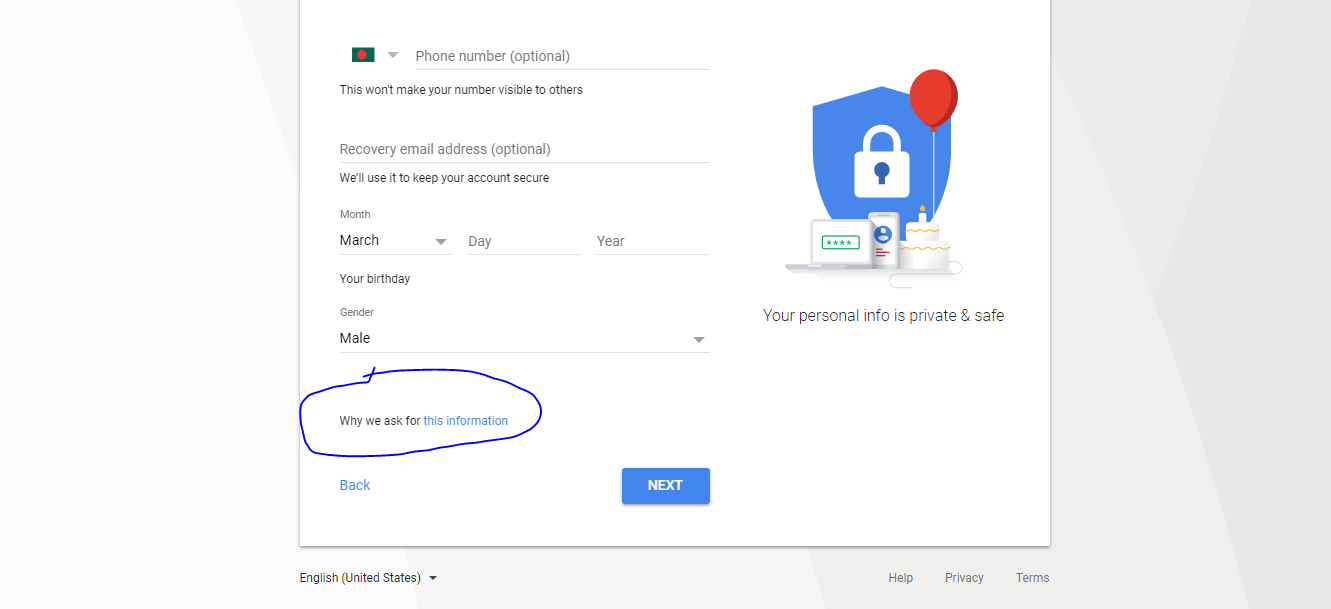 Phone number (optional)
This won't make your number visible to others
Recovery email address (optional)
We'll use it to keep your account secure
Month
March Day Year
Your birthday
Gender
Male
Why we ask for this information
Back NEXT
****
Your personal info is private & safe
English (United States) Help Privacy Terms